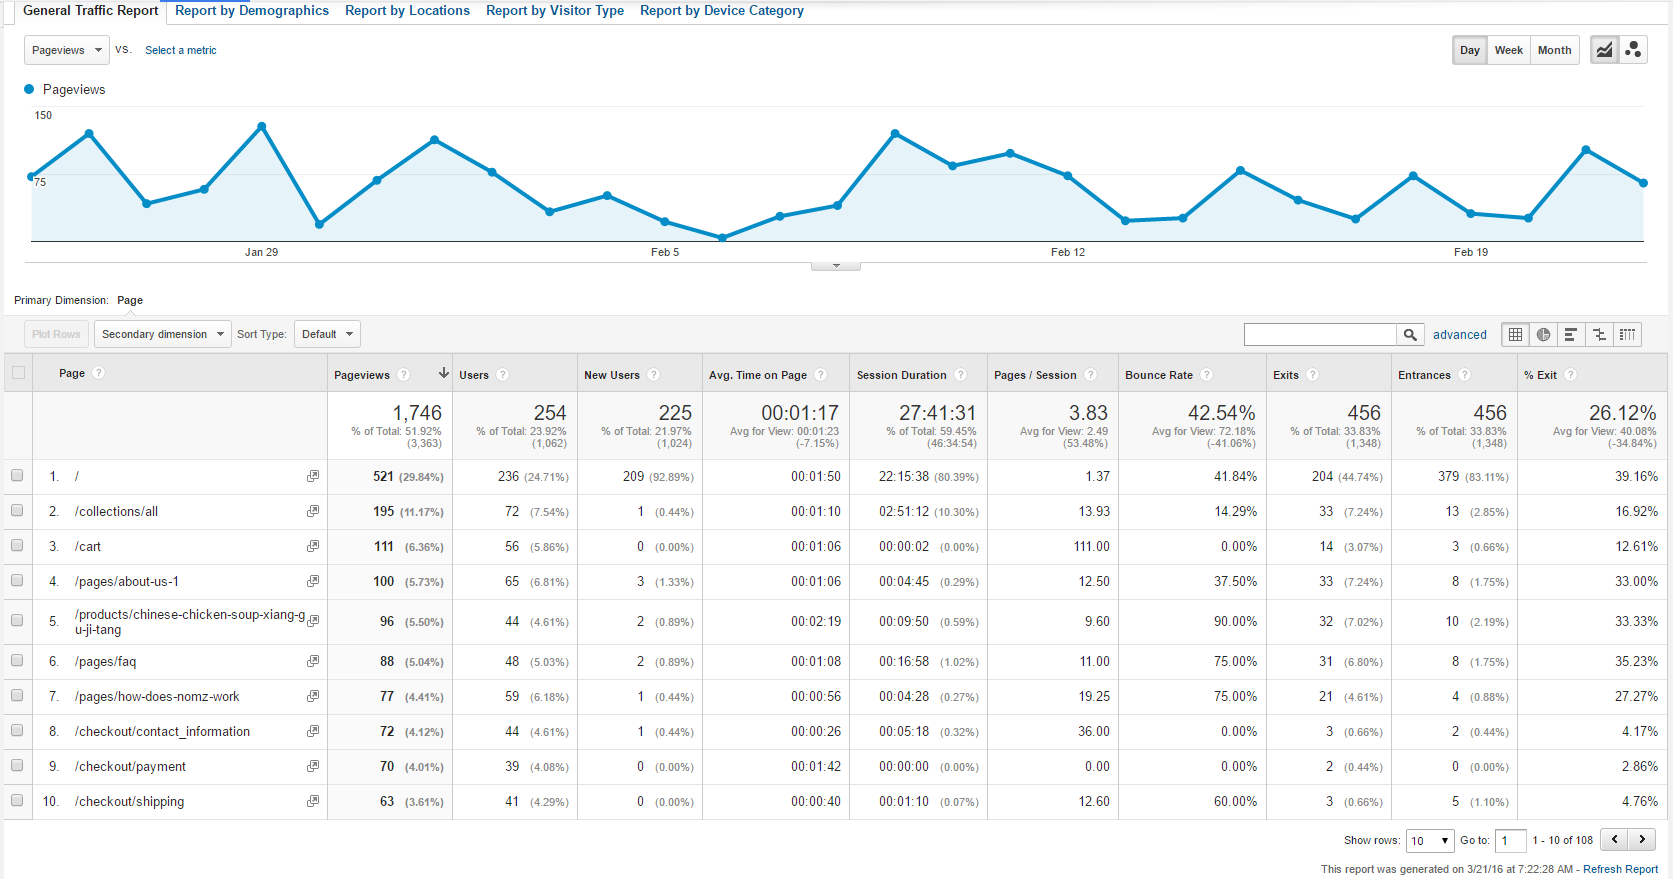 General Traffic Report Report by Demographics Report by Locations Report by Visitor Type Report by Device Category
Pageviews vs. Select a metric Day Week Month
Pageviews
150
75
Jan 29 Feb 5 Feb 12 Feb 19
Primary Dimension: Page
Plot Rows Secondary dimension Sort Type: Default advanced
Page ? Pageviews ? Users ? New Users ? Avg. Time on Page ? Session Duration ? Pages / Session ? Bounce Rate ? Exits ? Entrances ? % Exit ?
1,746 254 225 00:01:17 27:41:31 3.83 42.54% 456 456 26.12%
% of Total: 51.92% % of Total: 23.92% % of Total: 21.97% Avg for View: 00:01:23 % of Total: 59.45% Avg for View: 2.49 Avg for View: 72.18% % of Total: 33.83% % of Total: 33.83% Avg for View: 40.08%
(3,363) (1,062) (1,024) (-7.15%) (46:34:54) (53.48%) (-41.06%) (1,348) (1,348) (-34.84%)
1. / 521 (29.84%) 236 (24.71%) 209 (92.89%) 00:01:50 22:15:38 (80.39%) 1.37 41.84% 204 (44.74%) 379 (83.11%) 39.16%
2. /collections/all 195 (11.17%) 72 (7.54%) 1 (0.44%) 00:01:10 02:51:12 (10.30%) 13.93 14.29% 33 (7.24%) 13 (2.85%) 16.92%
3. /cart 111 (6.36%) 56 (5.86%) 0 (0.00%) 00:01:06 00:00:02 (0.00%) 111.00 0.00% 14 (3.07%) 3 (0.66%) 12.61%
4. /pages/about-us-1 100 (5.73%) 65 (6.81%) 3 (1.33%) 00:01:06 00:04:45 (0.29%) 12.50 37.50% 33 (7.24%) 8 (1.75%) 33.00%
/products/chinese-chicken-soup-xiang-g
5. u-ji-tang 96 (5.50%) 44 (4.61%) 2 (0.89%) 00:02:19 00:09:50 (0.59%) 9.60 90.00% 32 (7.02%) 10 (2.19%) 33.33%
6. /pages/faq 88 (5.04%) 48 (5.03%) 2 (0.89%) 00:01:08 00:16:58 (1.02%) 11.00 75.00% 31 (6.80%) 8 (1.75%) 35.23%
7. /pages/how-does-nomz-work 77 (4.41%) 59 (6.18%) 1 (0.44%) 00:00:56 00:04:28 (0.27%) 19.25 75.00% 21 (4.61%) 4 (0.88%) 27.27%
8. /checkout/contact_information 72 (4.12%) 44 (4.61%) 1 (0.44%) 00:00:26 00:05:18 (0.32%) 36.00 0.00% 3 (0.66%) 2 (0.44%) 4.17%
9. /checkout/payment 70 (4.01%) 39 (4.08%) 0 (0.00%) 00:01:42 00:00:00 (0.00%) 0.00 0.00% 2 (0.44%) 0 (0.00%) 2.86%
10. /checkout/shipping 63 (3.61%) 41 (4.29%) 0 (0.00%) 00:00:40 00:01:10 (0.07%) 12.60 60.00% 3 (0.66%) 5 (1.10%) 4.76%
Show rows: 10 Go to: 1 1 - 10 of 108
This report was generated on 3/21/16 at 7:22:28 AM - Refresh Report